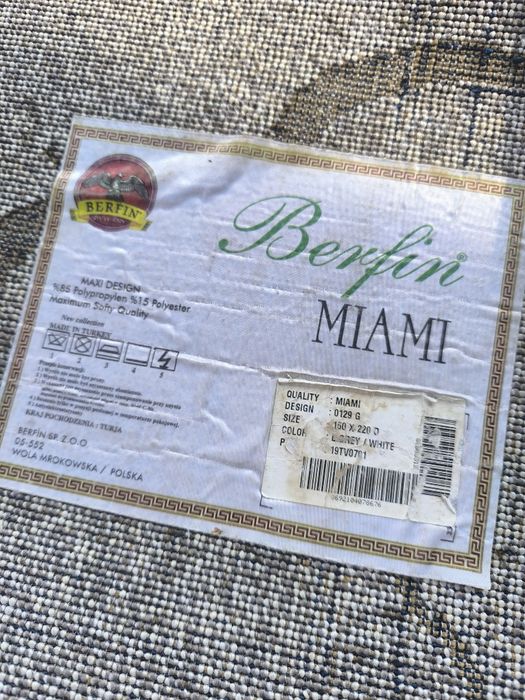 BERFIN
Berfin®
MIAMI
MAXI DESIGN
%85 Polypropylen %15 Polyester
Maximum Softy Quality
New collection
MADE IN TURKEY
1 2 3 4 5
KRAJ POCHODZENIA : TURCJA
BERFİN SP. Z.O.O
05-552
WOLA MROKOWSKA / POLSKA
QUALITY : MIAMI
DESIGN : 0129 G
SIZE : 160 X 220 D
COLOR GREY / WHITE
P 19TV0701
0692104078676